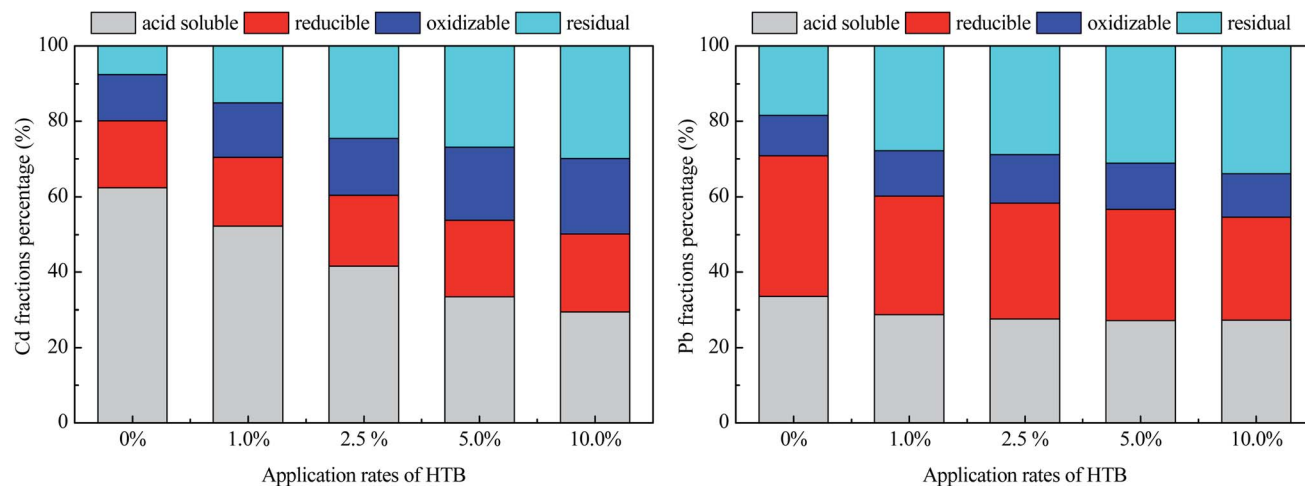 acid soluble reducible oxidizable residual
100
80
60
40
20
0
Cd fractions percentage (%)
0% 1.0% 2.5 % 5.0% 10.0%
Application rates of HTB
acid soluble reducible oxidizable residual
100
80
60
40
20
0
Pb fractions percentage (%)
0% 1.0% 2.5 % 5.0% 10.0%
Application rates of HTB